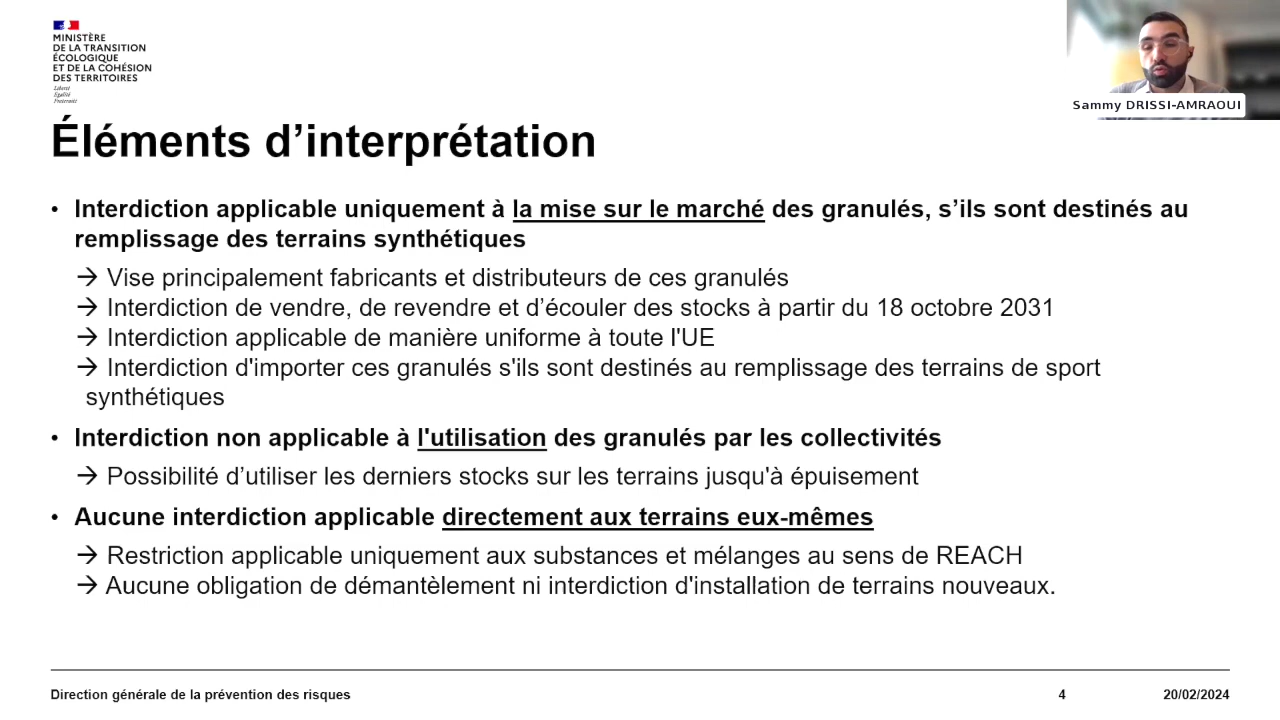 MINISTÈRE
DE LA TRANSITION
ÉCOLOGIQUE
ET DE LA COHÉSION
DES TERRITOIRES
Liberté
Égalité
Fraternité
Sammy DRISSI-AMRAOUI
Éléments d’interprétation
• Interdiction applicable uniquement à la mise sur le marché des granulés, s’ils sont destinés au
remplissage des terrains synthétiques
→ Vise principalement fabricants et distributeurs de ces granulés
→ Interdiction de vendre, de revendre et d’écouler des stocks à partir du 18 octobre 2031
→ Interdiction applicable de manière uniforme à toute l'UE
→ Interdiction d'importer ces granulés s'ils sont destinés au remplissage des terrains de sport
synthétiques
• Interdiction non applicable à l'utilisation des granulés par les collectivités
→ Possibilité d’utiliser les derniers stocks sur les terrains jusqu'à épuisement
• Aucune interdiction applicable directement aux terrains eux-mêmes
→ Restriction applicable uniquement aux substances et mélanges au sens de REACH
→ Aucune obligation de démantèlement ni interdiction d'installation de terrains nouveaux.
Direction générale de la prévention des risques
4
20/02/2024